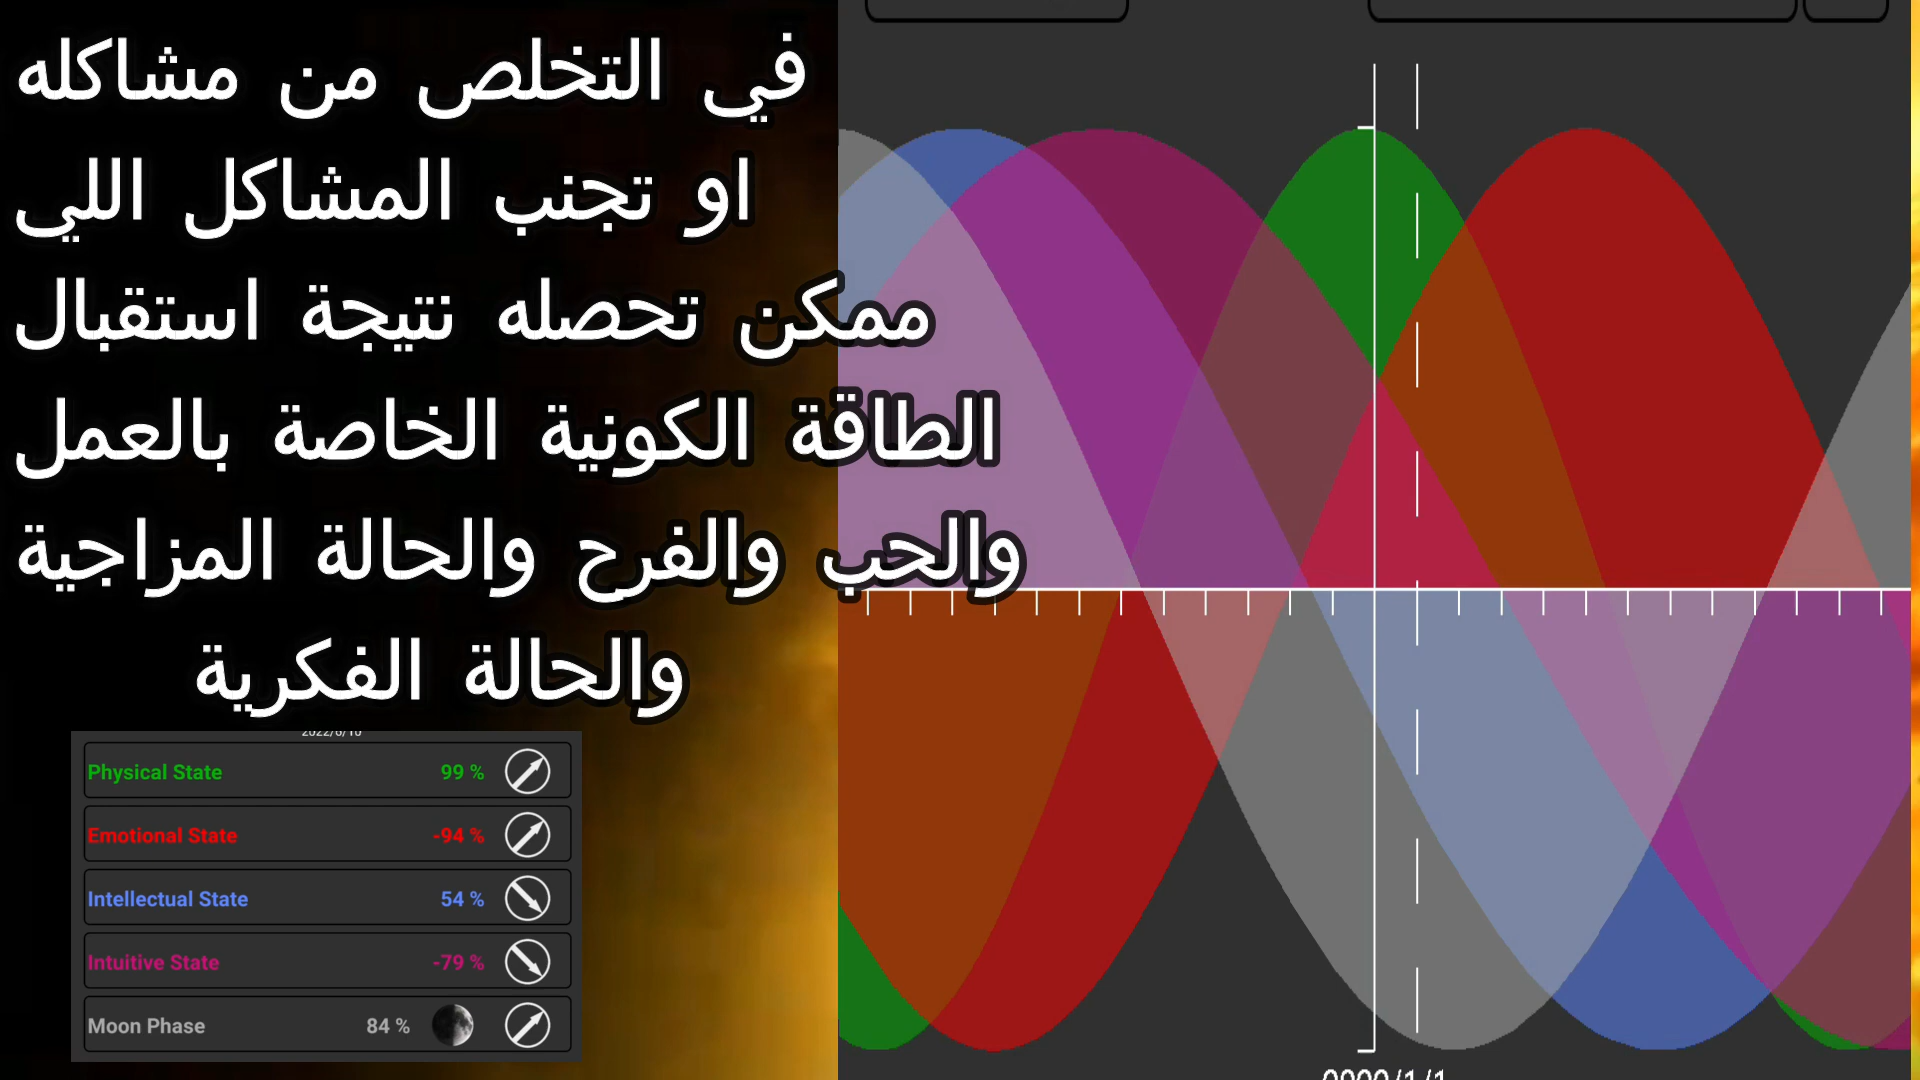 في التخلص من مشاكله
او تجنب المشاكل اللي
ممكن تحصله نتيجة استقبال
الطاقة الكونية الخاصة بالعمل
والحب والفرح والحالة المزاجية
والحالة الفكرية
Physical State 99 %
Emotional State -94 %
Intellectual State 54 %
Intuitive State -79 %
Moon Phase 84 %